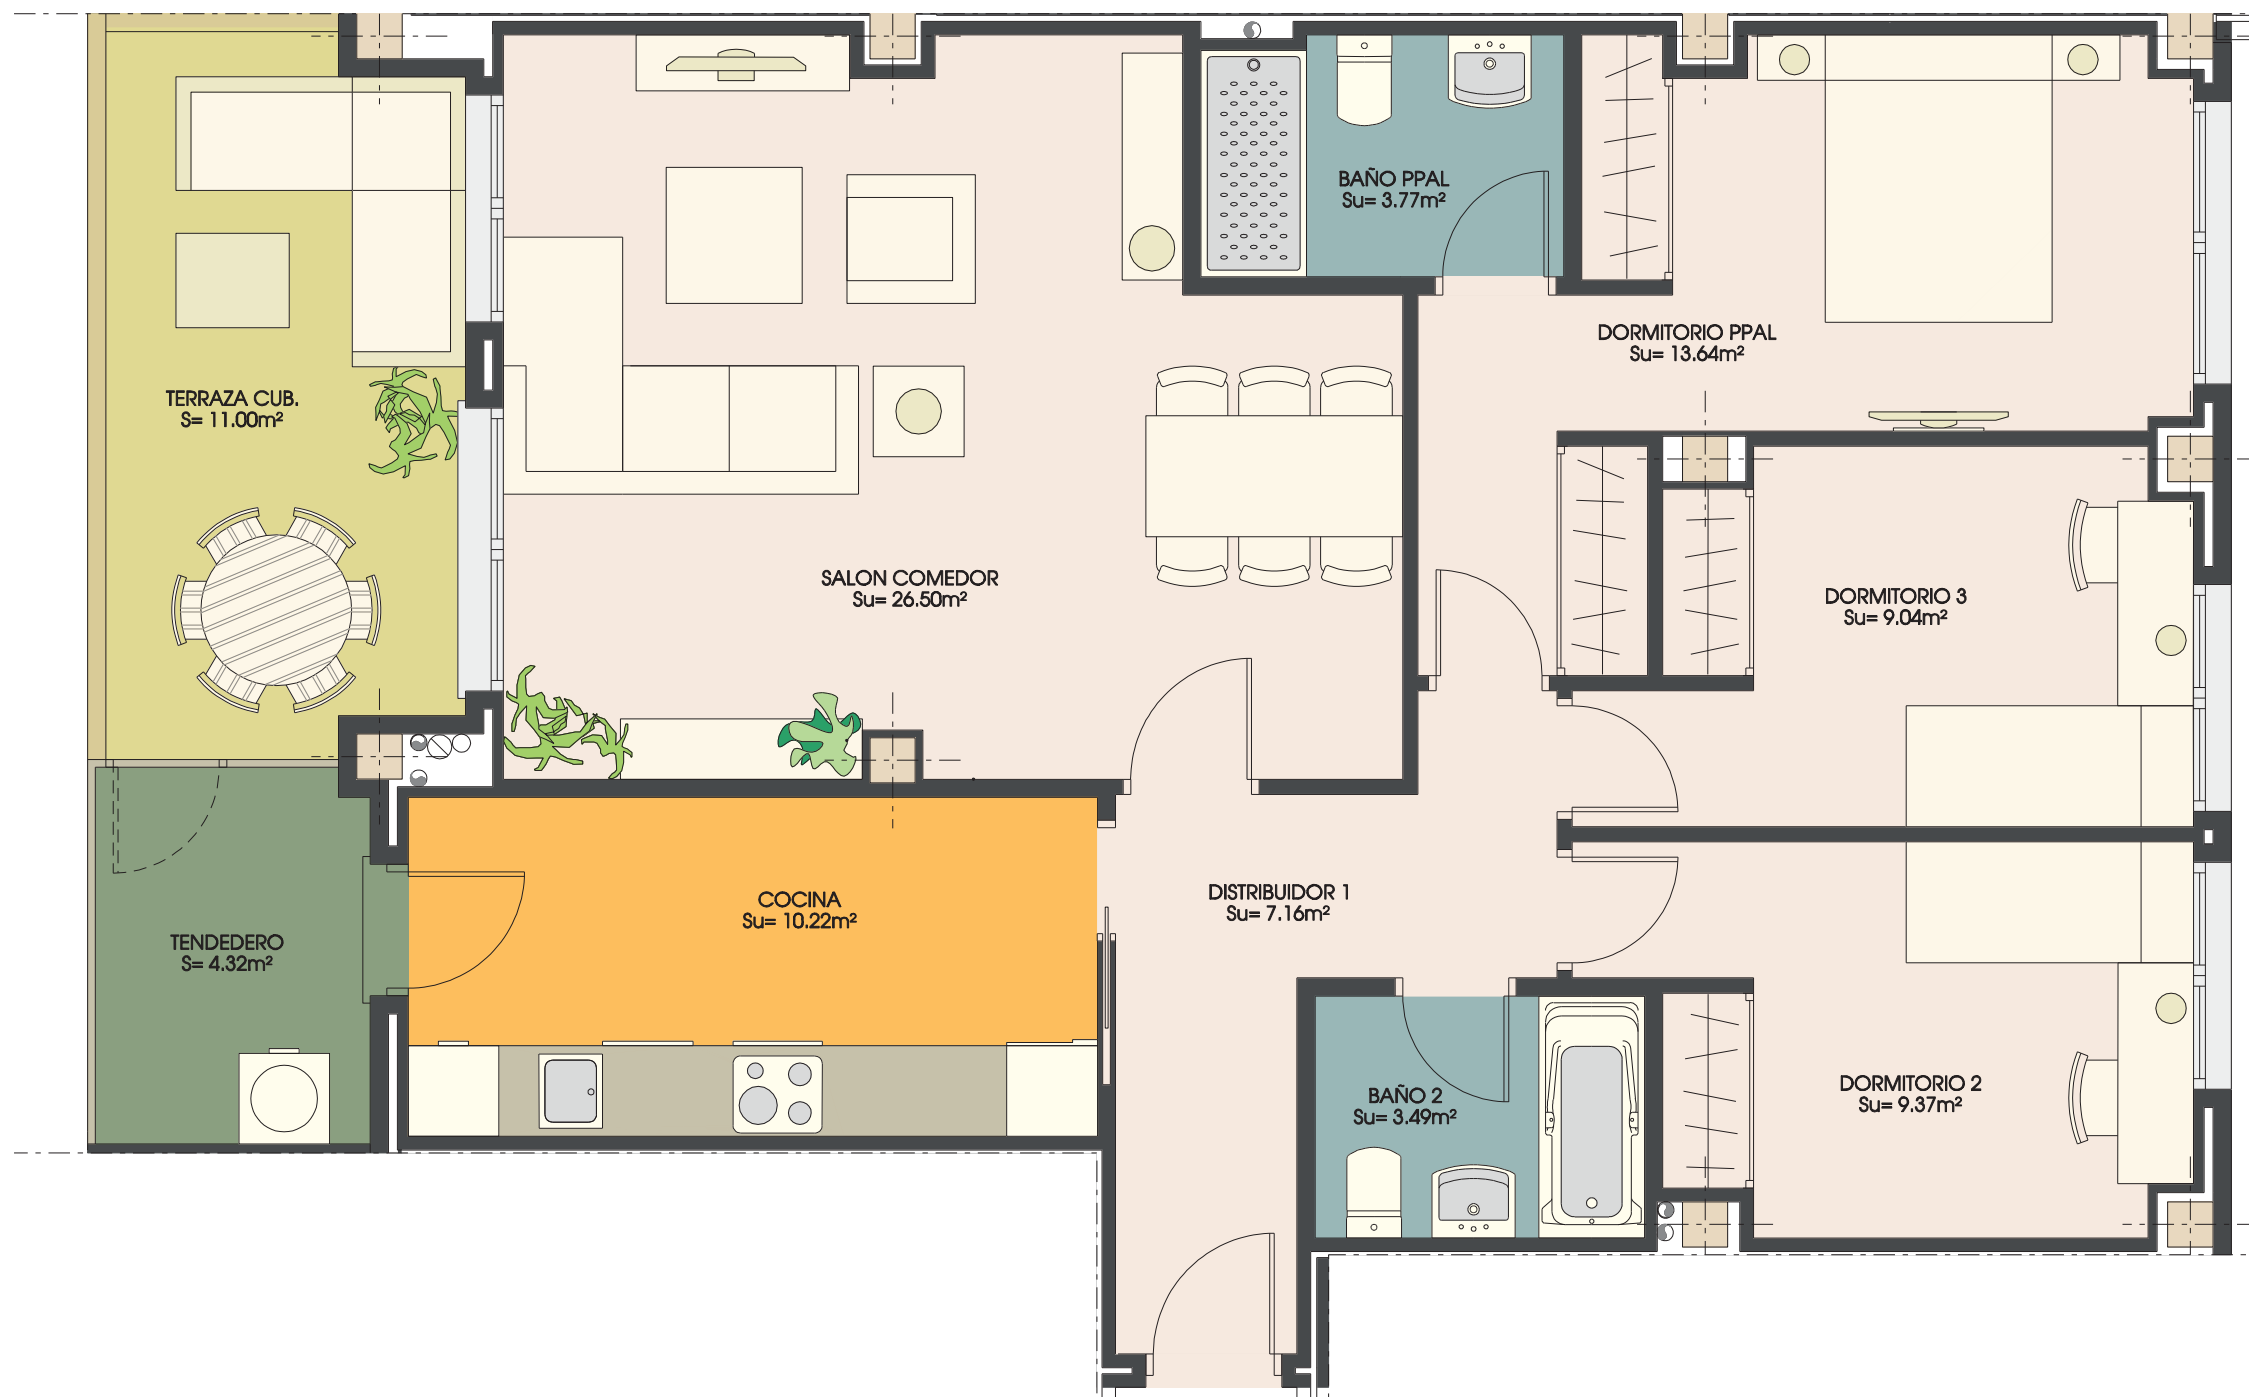 BAÑO PPAL
Su= 3.77m²
DORMITORIO PPAL
Su= 13.64m²
TERRAZA CUB.
S= 11.00m²
SALON COMEDOR
Su= 26.50m²
DORMITORIO 3
Su= 9.04m²
COCINA
Su= 10.22m²
DISTRIBUIDOR 1
Su= 7.16m²
TENDEDERO
S= 4.32m²
BAÑO 2
Su= 3.49m²
DORMITORIO 2
Su= 9.37m²